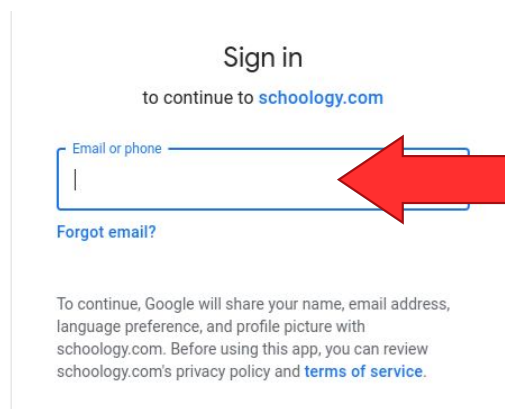 Sign in
to continue to schoology.com
Email or phone
Forgot email?
To continue, Google will share your name, email address,
language preference, and profile picture with
schoology.com. Before using this app, you can review
schoology.com's privacy policy and terms of service.